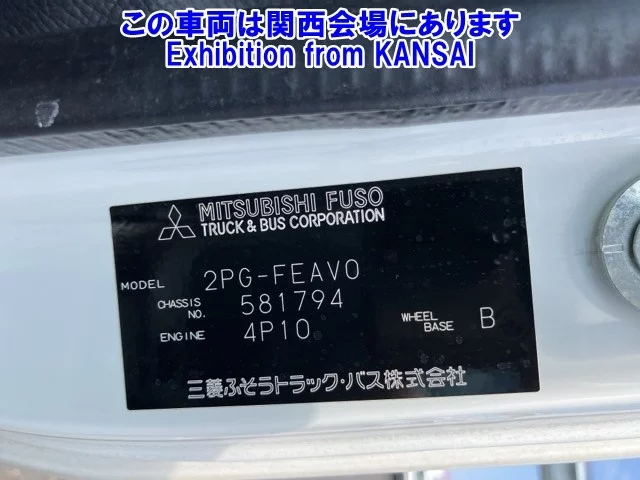 この車両は関西会場にあります
Exhibition from KANSAI
MITSUBISHI FUSO
TRUCK & BUS CORPORATION
MODEL 2PG-FEAV0
CHASSIS NO. 581794
ENGINE 4P10
WHEEL BASE B
三菱ふそうトラック・バス株式会社